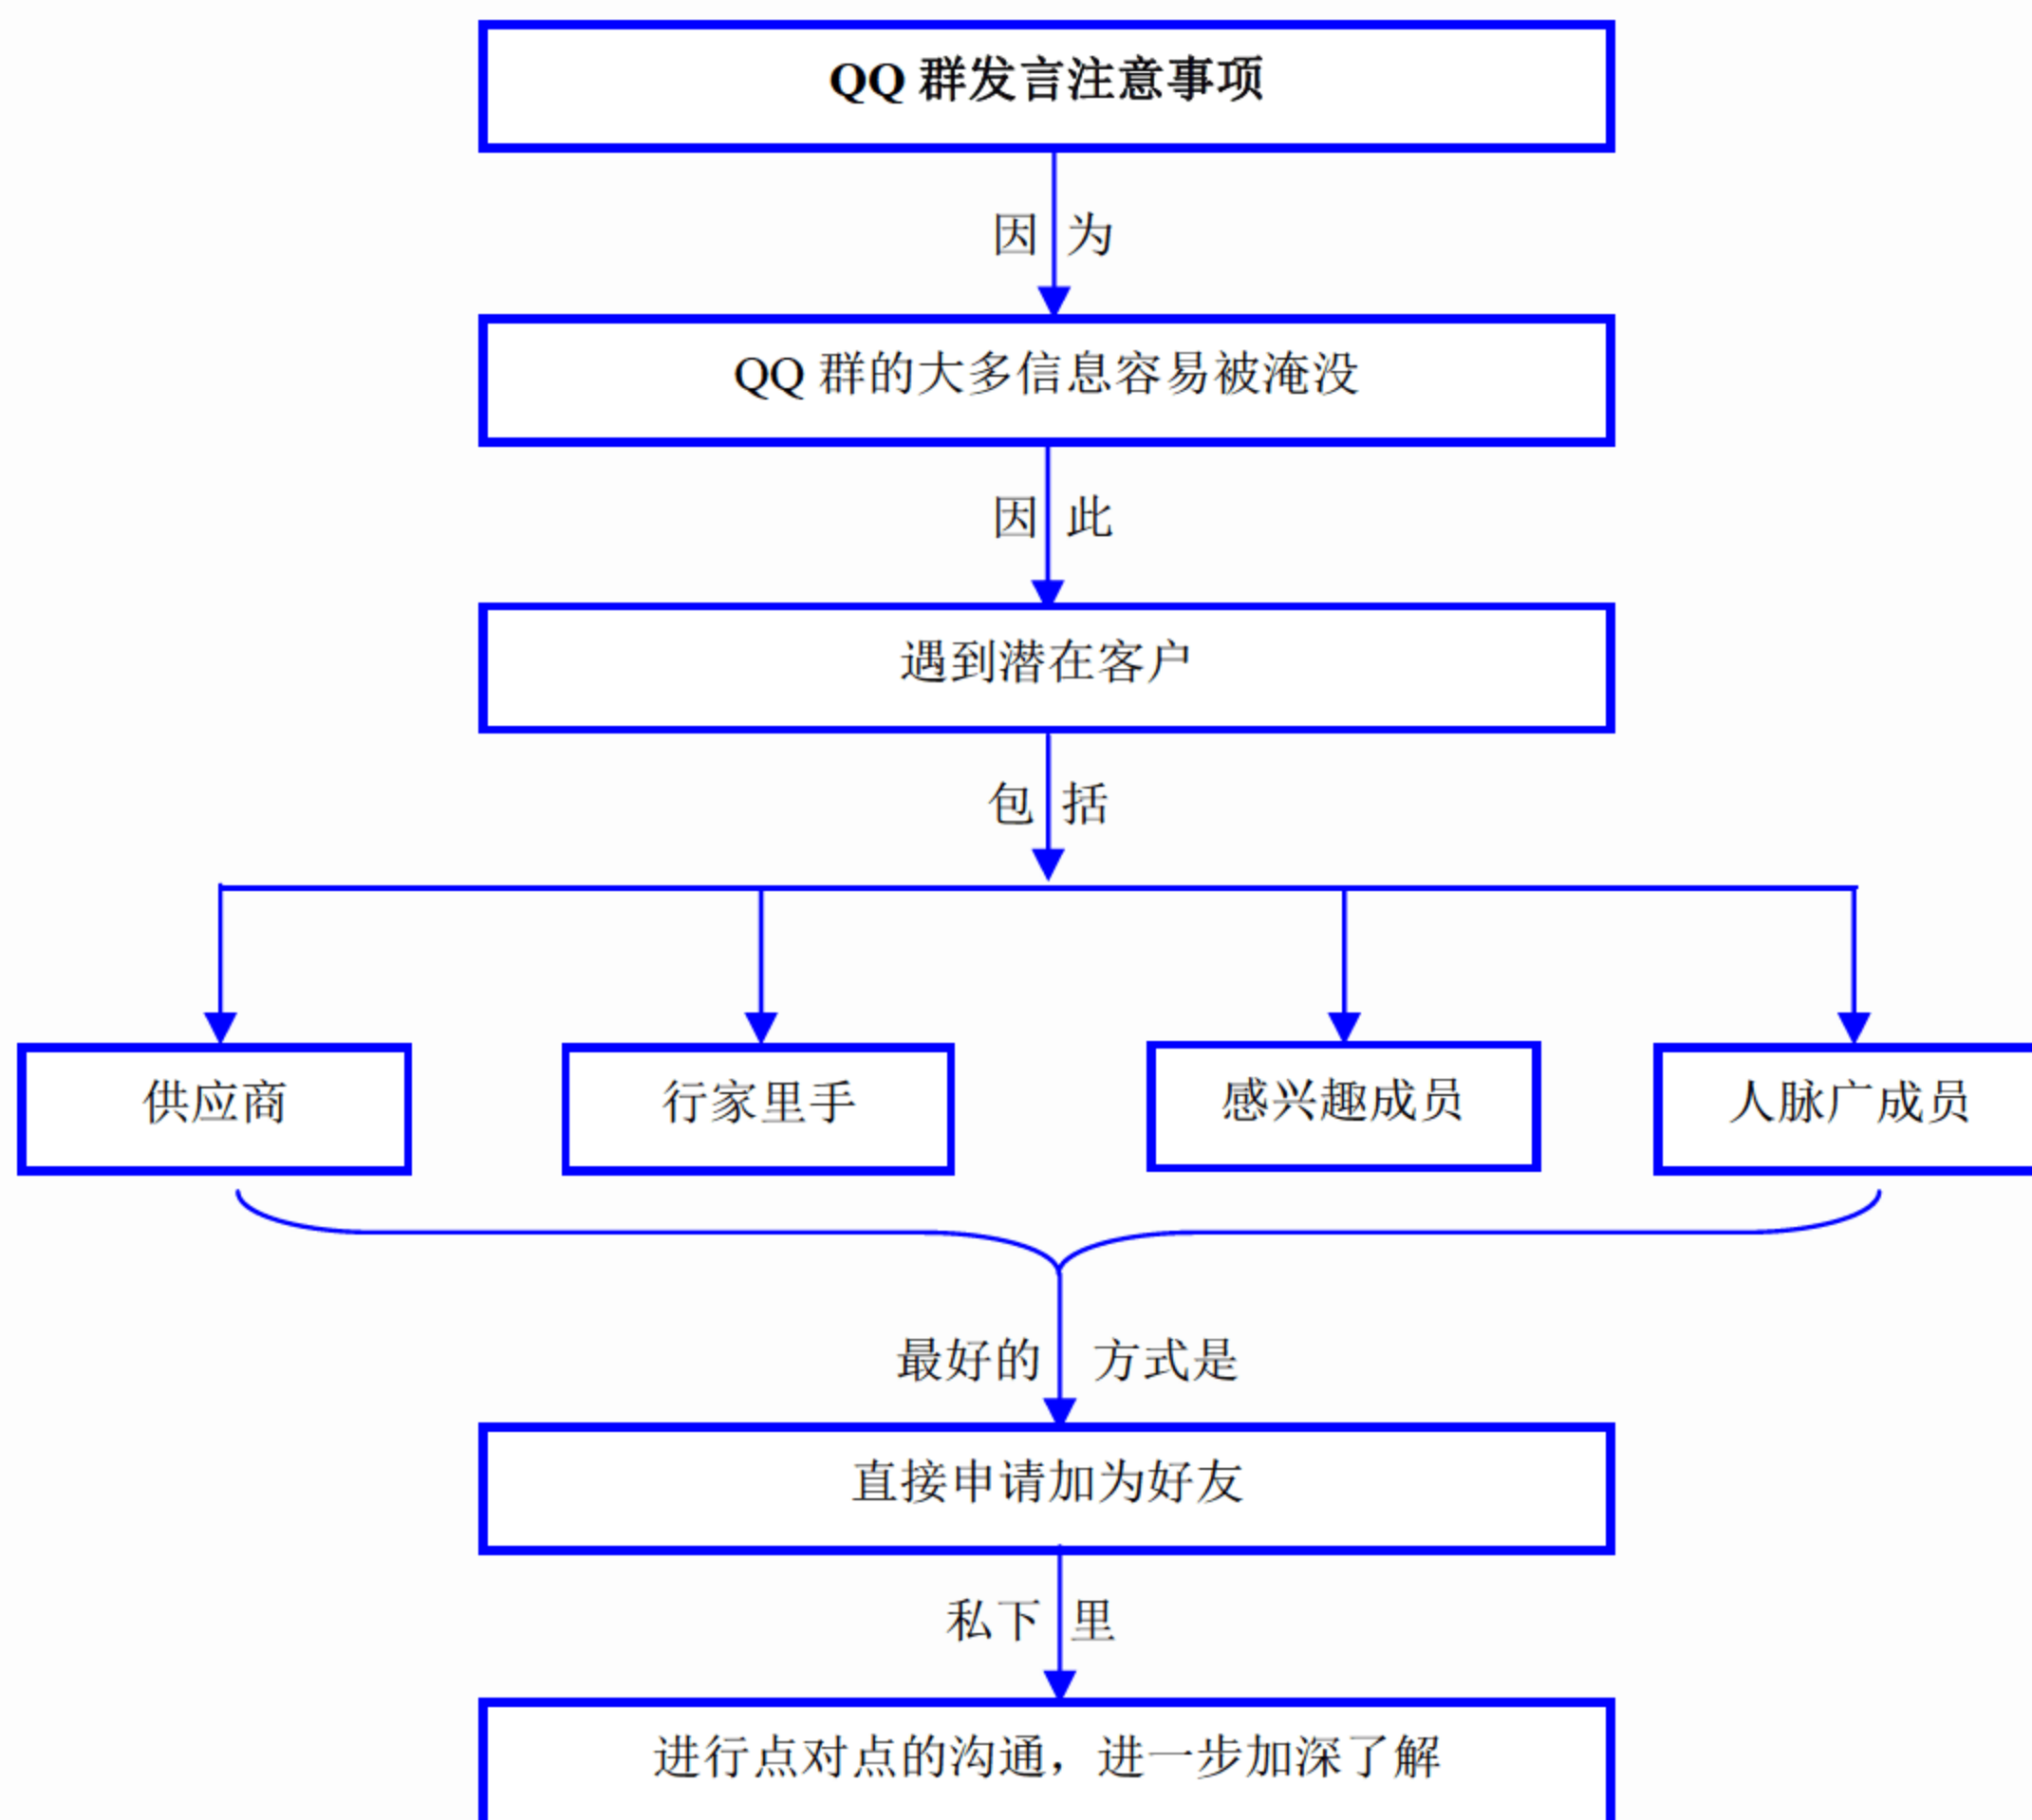 QQ 群发言注意事项
因为
QQ 群的大多信息容易被淹没
因此
遇到潜在客户
包括
供应商
行家里手
感兴趣成员
人脉广成员
最好的 方式是
直接申请加为好友
私下里
进行点对点的沟通，进一步加深了解